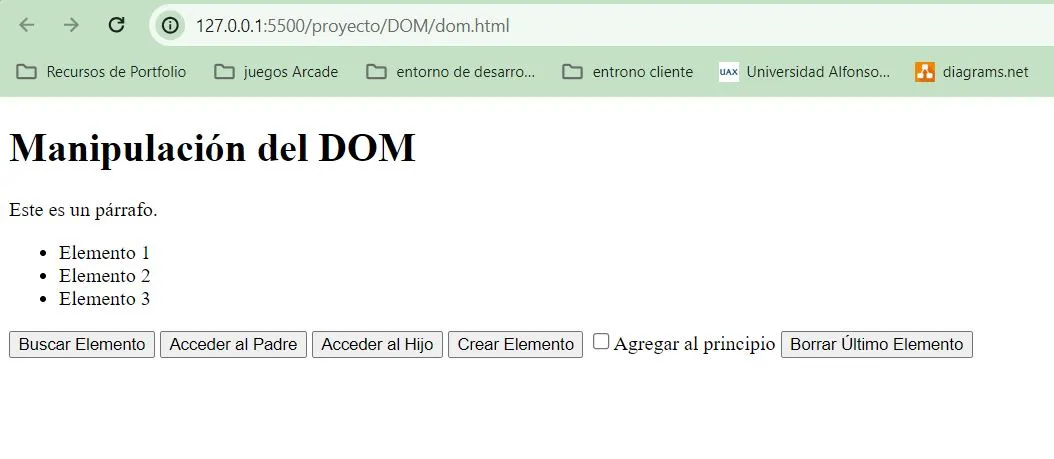 127.0.0.1:5500/proyecto/DOM/dom.html
Recursos de Portfolio juegos Arcade entorno de desarro... entrono cliente UAX Universidad Alfonso... diagrams.net
Manipulación del DOM
Este es un párrafo.
Elemento 1
Elemento 2
Elemento 3
Buscar Elemento Acceder al Padre Acceder al Hijo Crear Elemento Agregar al principio Borrar Último Elemento